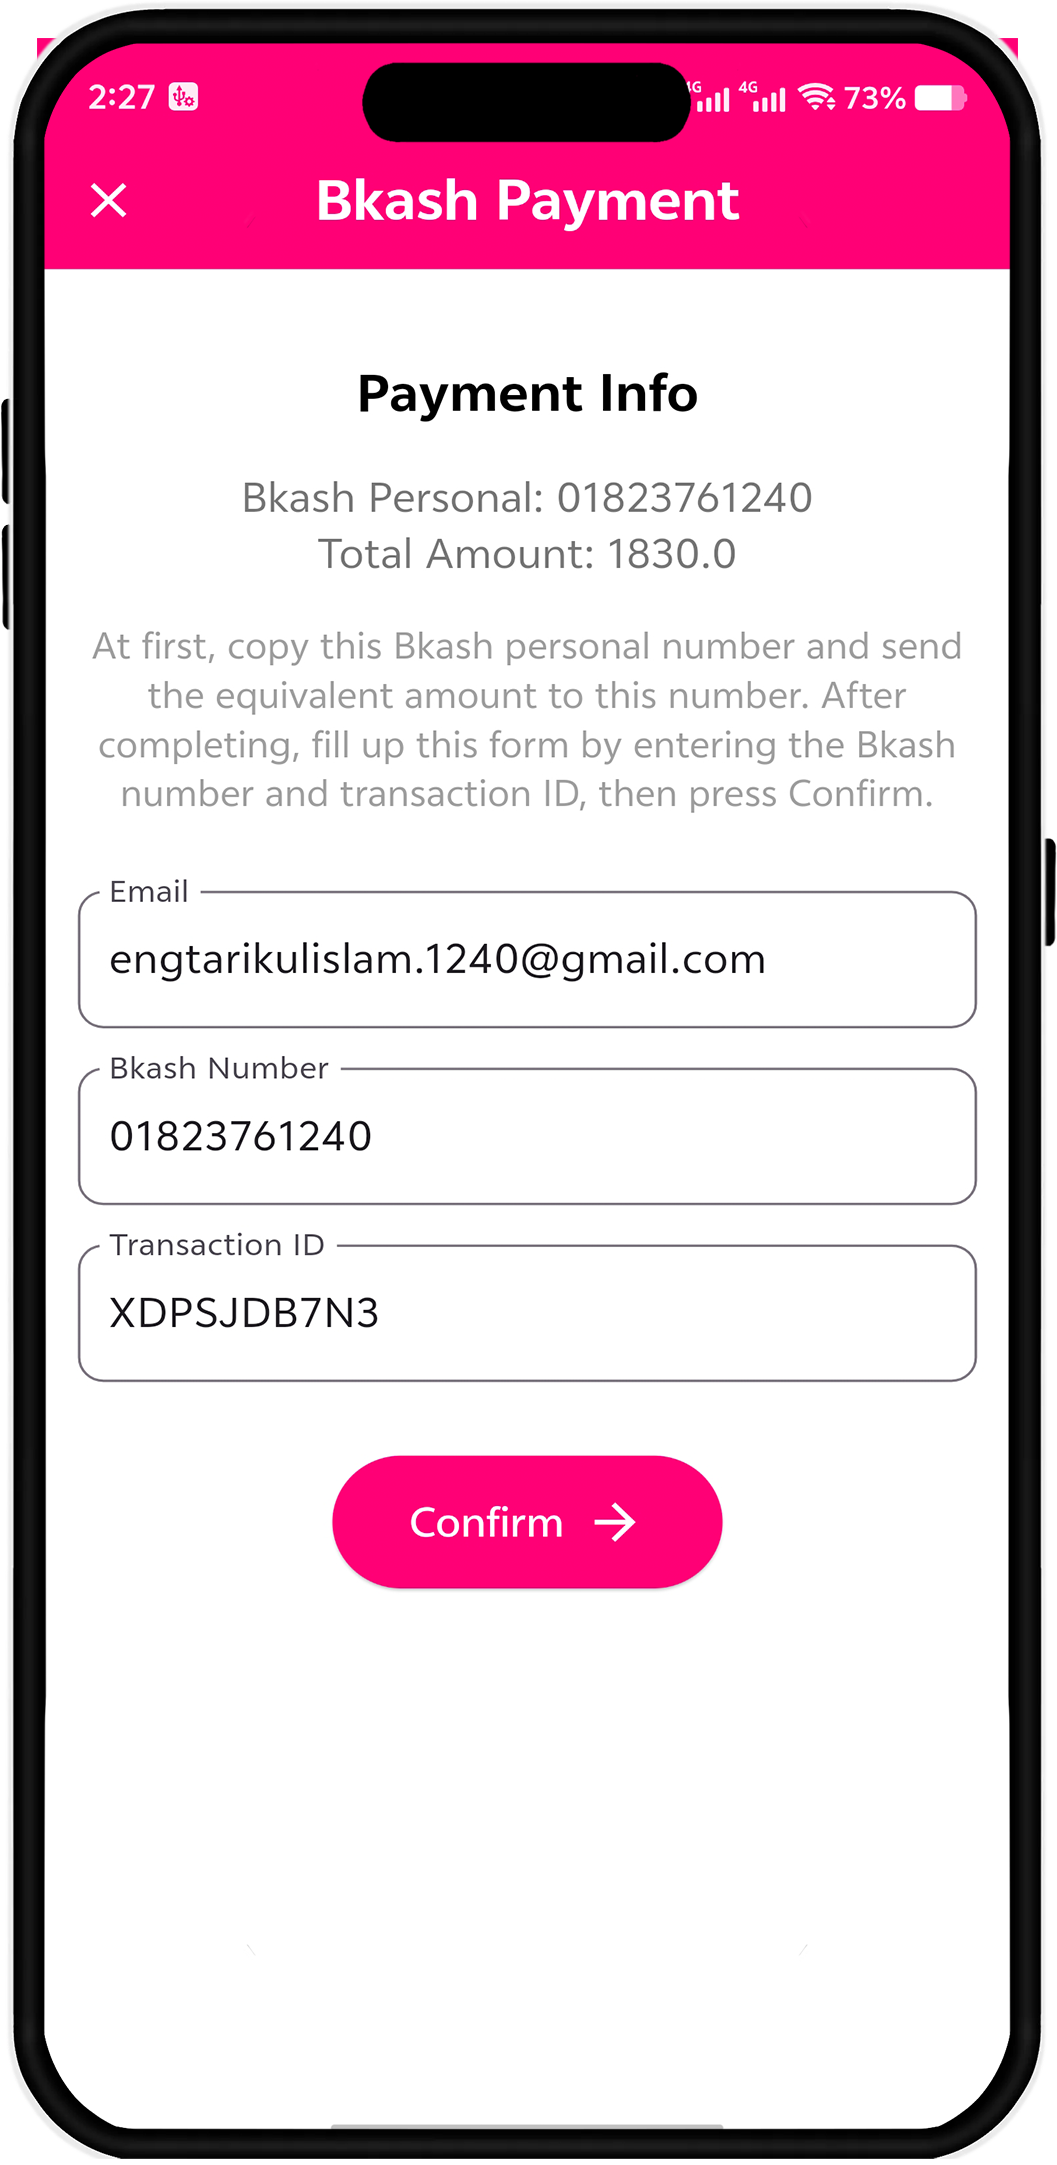 2:27 4G 4G 73%
Bkash Payment
Payment Info
Bkash Personal: 01823761240
Total Amount: 1830.0
At first, copy this Bkash personal number and send
the equivalent amount to this number. After
completing, fill up this form by entering the Bkash
number and transaction ID, then press Confirm.
Email
engtarikulislam.1240@gmail.com
Bkash Number
01823761240
Transaction ID
XDPSJDB7N3
Confirm